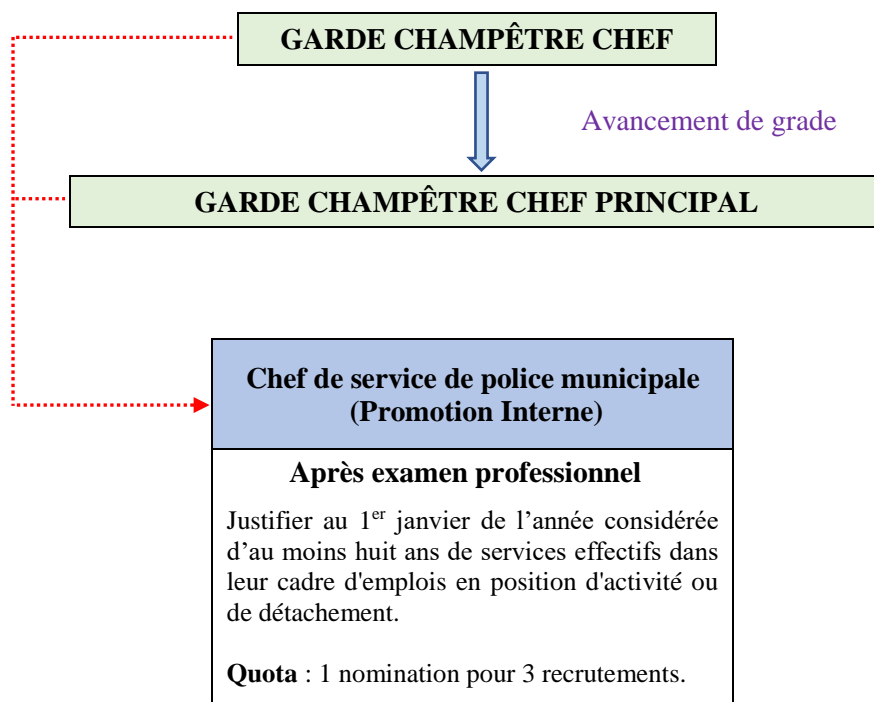 GARDE CHAMPÊTRE CHEF
Avancement de grade
GARDE CHAMPÊTRE CHEF PRINCIPAL
Chef de service de police municipale
(Promotion Interne)
Après examen professionnel
Justifier au 1er janvier de l’année considérée
d’au moins huit ans de services effectifs dans
leur cadre d'emplois en position d'activité ou
de détachement.
Quota : 1 nomination pour 3 recrutements.